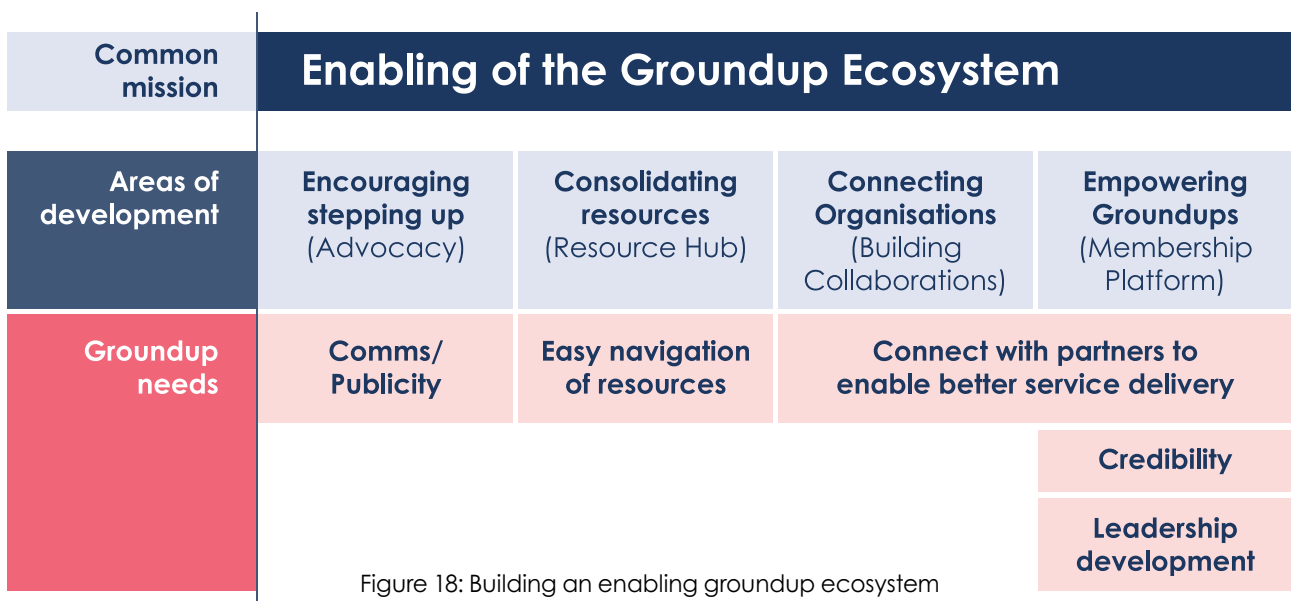 Common
mission
Enabling of the Groundup Ecosystem
Areas of
development
Encouraging
stepping up
(Advocacy)
Consolidating
resources
(Resource Hub)
Connecting
Organisations
(Building
Collaborations)
Empowering
Groundups
(Membership
Platform)
Groundup
needs
Comms/
Publicity
Easy navigation
of resources
Connect with partners to
enable better service delivery
Credibility
Leadership
development
Figure 18: Building an enabling groundup ecosystem